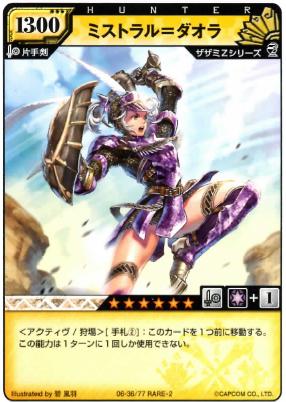 HUNTER
1300
ミストラル＝ダオラ
片手剣
ザザミZシリーズ
+1
＜アクティヴ / 狩場＞[ 手札②]：このカードを1つ前に移動する。
この能力は1ターンに1回しか使用できない。
Illustrated by 碧 風羽
06-36/77 RARE-2
©CAPCOM CO., LTD.